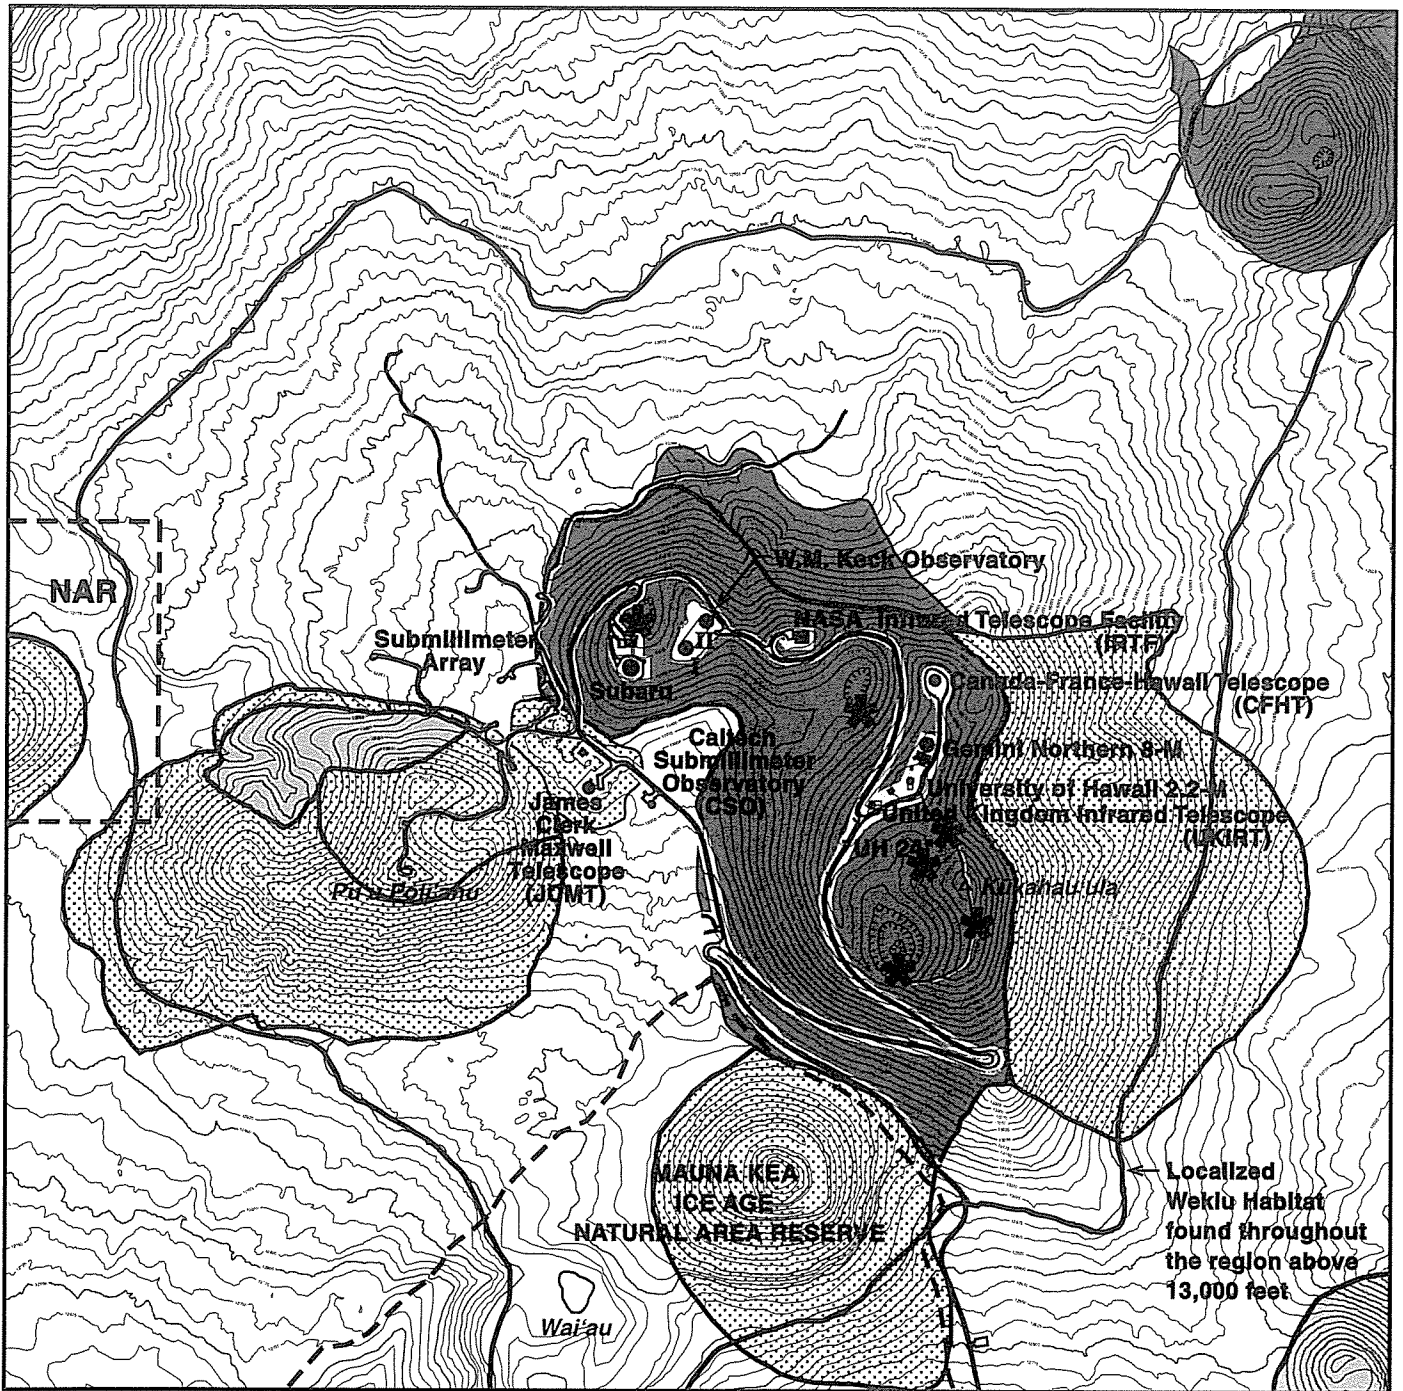 W.M. Keck Observatory
NAR
NASA Infrared Telescope Facility
(IRTF)
Submillimeter
Array
II
I
Subaru
Canada-France-Hawaii Telescope
(CFHT)
Caltech
Submillimeter
Observatory
(CSO)
Gemini Northern 8-M
University of Hawaii 2.2-M
United Kingdom Infrared Telescope
(UKIRT)
James
Clerk
Maxwell
Telescope
(JCMT)
UH 24"
Pu'u Poliahu
Kūkahau'ula
MAUNA KEA
ICE AGE
NATURAL AREA RESERVE
Localized
Wekiu Habitat
found throughout
the region above
13,000 feet
Wai'au